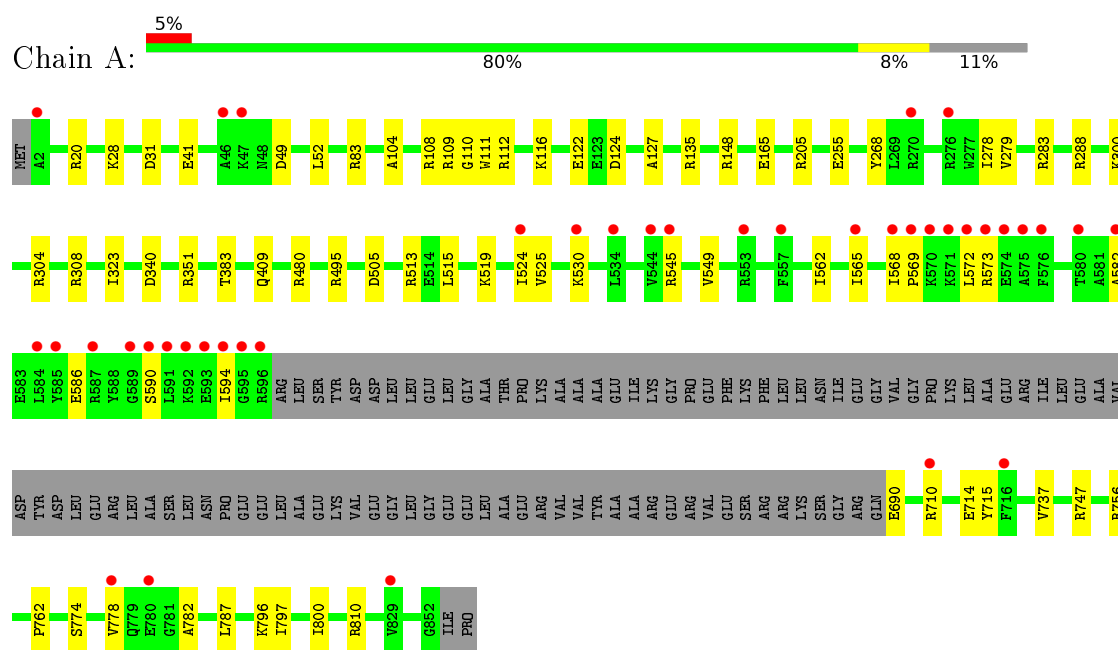 5%
Chain A:
80% 8% 11%
MET A2 R20 K28 D31 E41 A46 K47 N48 D49 L52 R83 A104 R108 R109 G110 W111 R112 K116 E122 E123 D124 A127 R135 R148 E165 R205 E255 Y268 L269 R270 R276 W277 I278 V279 R283 R288
R304 R308 I323 D340 R351 T383 Q409 R480 R495 D505 R513 E514 L515 K519 I524 V525 K530 L534 V544 R545 V549 R553 F557 I562 I565 I568 P569 K570 K571 L572 R573 E574 A575 F576 T580 A581 A582
E583 L584 Y585 E586 R587 Y588 G589 S590 L591 K592 E593 I594 G595 R596 ARG LEU SER TYR ASP ASP LEU LEU GLU LEU GLY ALA THR PRO LYS ALA ALA ALA GLU ILE LYS GLY PRO GLU PHE LYS PHE LEU LEU ASN ILE GLU GLY VAL GLY PRO LYS LEU ALA GLU ARG ILE LEU GLU ALA VAL
ASP TYR ASP LEU GLU ARG LEU ALA SER LEU ASN PRO GLU GLU LEU ALA GLU LYS VAL GLU GLY LEU GLY GLU GLU LEU ALA GLU ARG VAL VAL TYR ALA ALA ARG GLU ARG VAL GLU SER ARG ARG LYS SER GLY ARG GLN E690 R710 E714 Y715 F716 V737 R747 R756
P762 S774 V778 Q779 E780 G781 A782 L787 K796 I797 I800 R810 V829 G852 ILE PRO